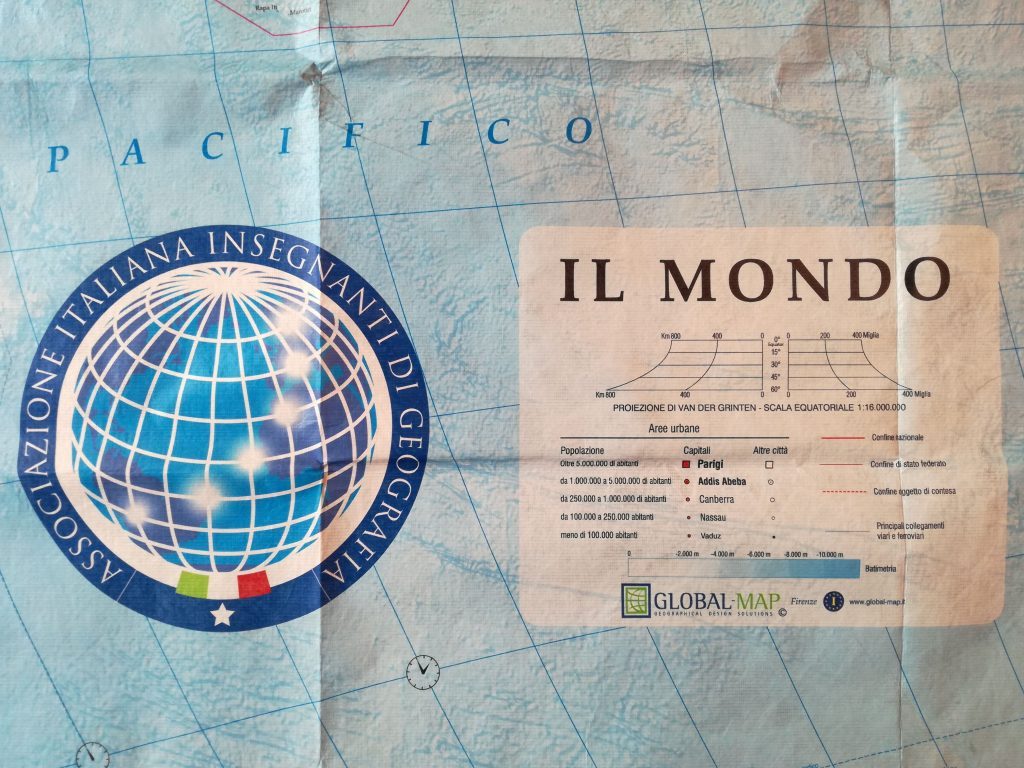 Rapa Iti
Marotiri
PACIFICO
ASSOCIAZIONE ITALIANA INSEGNANTI DI GEOGRAFIA
IL MONDO
Km 800 400 0 0 200 400 Miglia
0°
Equatore
15°
30°
45°
60°
Km 800 400 0 0 200 400 Miglia
PROIEZIONE DI VAN DER GRINTEN - SCALA EQUATORIALE 1:16.000.000
Aree urbane
Popolazione Capitali Altre città
Oltre 5.000.000 di abitanti Parigi
da 1.000.000 a 5.000.000 di abitanti Addis Abeba
da 250.000 a 1.000.000 di abitanti Canberra
da 100.000 a 250.000 abitanti Nassau
meno di 100.000 abitanti Vaduz
Confine nazionale
Confine di stato federato
Confine oggetto di contesa
Principali collegamenti
viari e ferroviari
0 -2.000 m -4.000 m -6.000 m -8.000 m -10.000 m
Batimetria
GLOBAL-MAP
GEOGRAPHICAL DESIGN SOLUTIONS ©
Firenze
www.global-map.it